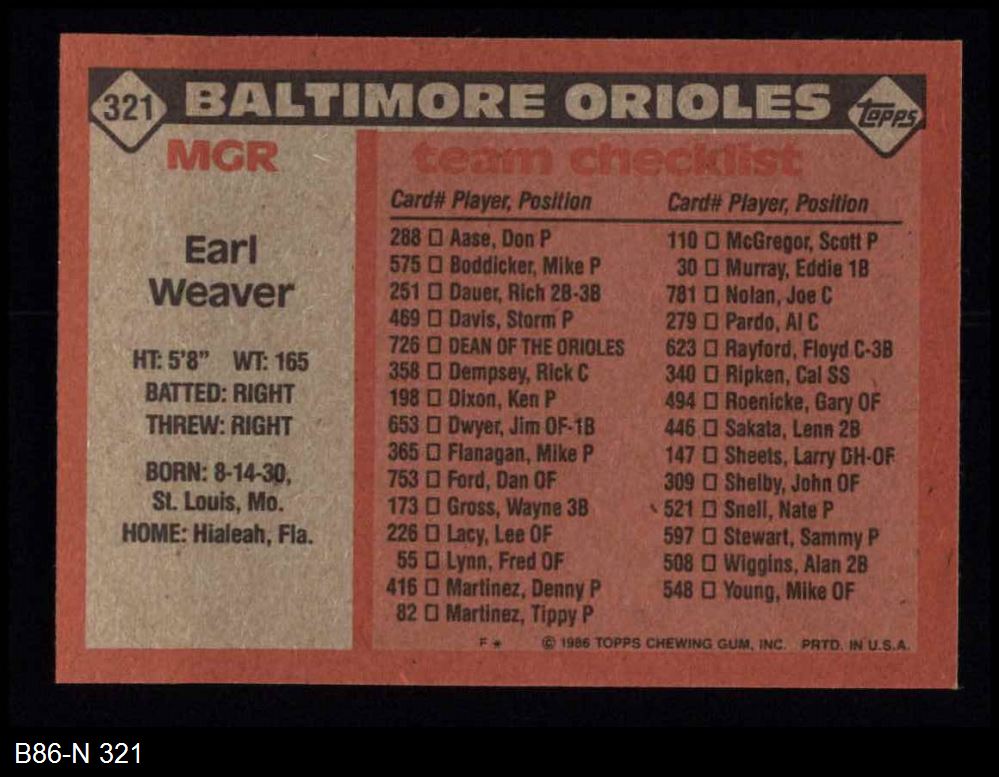 321 BALTIMORE ORIOLES topps
MGR
Earl
Weaver
HT: 5'8" WT: 165
BATTED: RIGHT
THREW: RIGHT
BORN: 8-14-30,
St. Louis, Mo.
HOME: Hialeah, Fla.
team checklist
Card# Player, Position
288 □ Aase, Don P
575 □ Boddicker, Mike P
251 □ Dauer, Rich 2B-3B
469 □ Davis, Storm P
726 □ DEAN OF THE ORIOLES
358 □ Dempsey, Rick C
198 □ Dixon, Ken P
653 □ Dwyer, Jim OF-1B
365 □ Flanagan, Mike P
753 □ Ford, Dan OF
173 □ Gross, Wayne 3B
226 □ Lacy, Lee OF
55 □ Lynn, Fred OF
416 □ Martinez, Denny P
82 □ Martinez, Tippy P
Card# Player, Position
110 □ McGregor, Scott P
30 □ Murray, Eddie 1B
781 □ Nolan, Joe C
279 □ Pardo, Al C
623 □ Rayford, Floyd C-3B
340 □ Ripken, Cal SS
494 □ Roenicke, Gary OF
446 □ Sakata, Lenn 2B
147 □ Sheets, Larry DH-OF
309 □ Shelby, John OF
521 □ Snell, Nate P
597 □ Stewart, Sammy P
508 □ Wiggins, Alan 2B
548 □ Young, Mike OF
F * © 1986 TOPPS CHEWING GUM, INC. PRTD. IN U.S.A.
B86-N 321